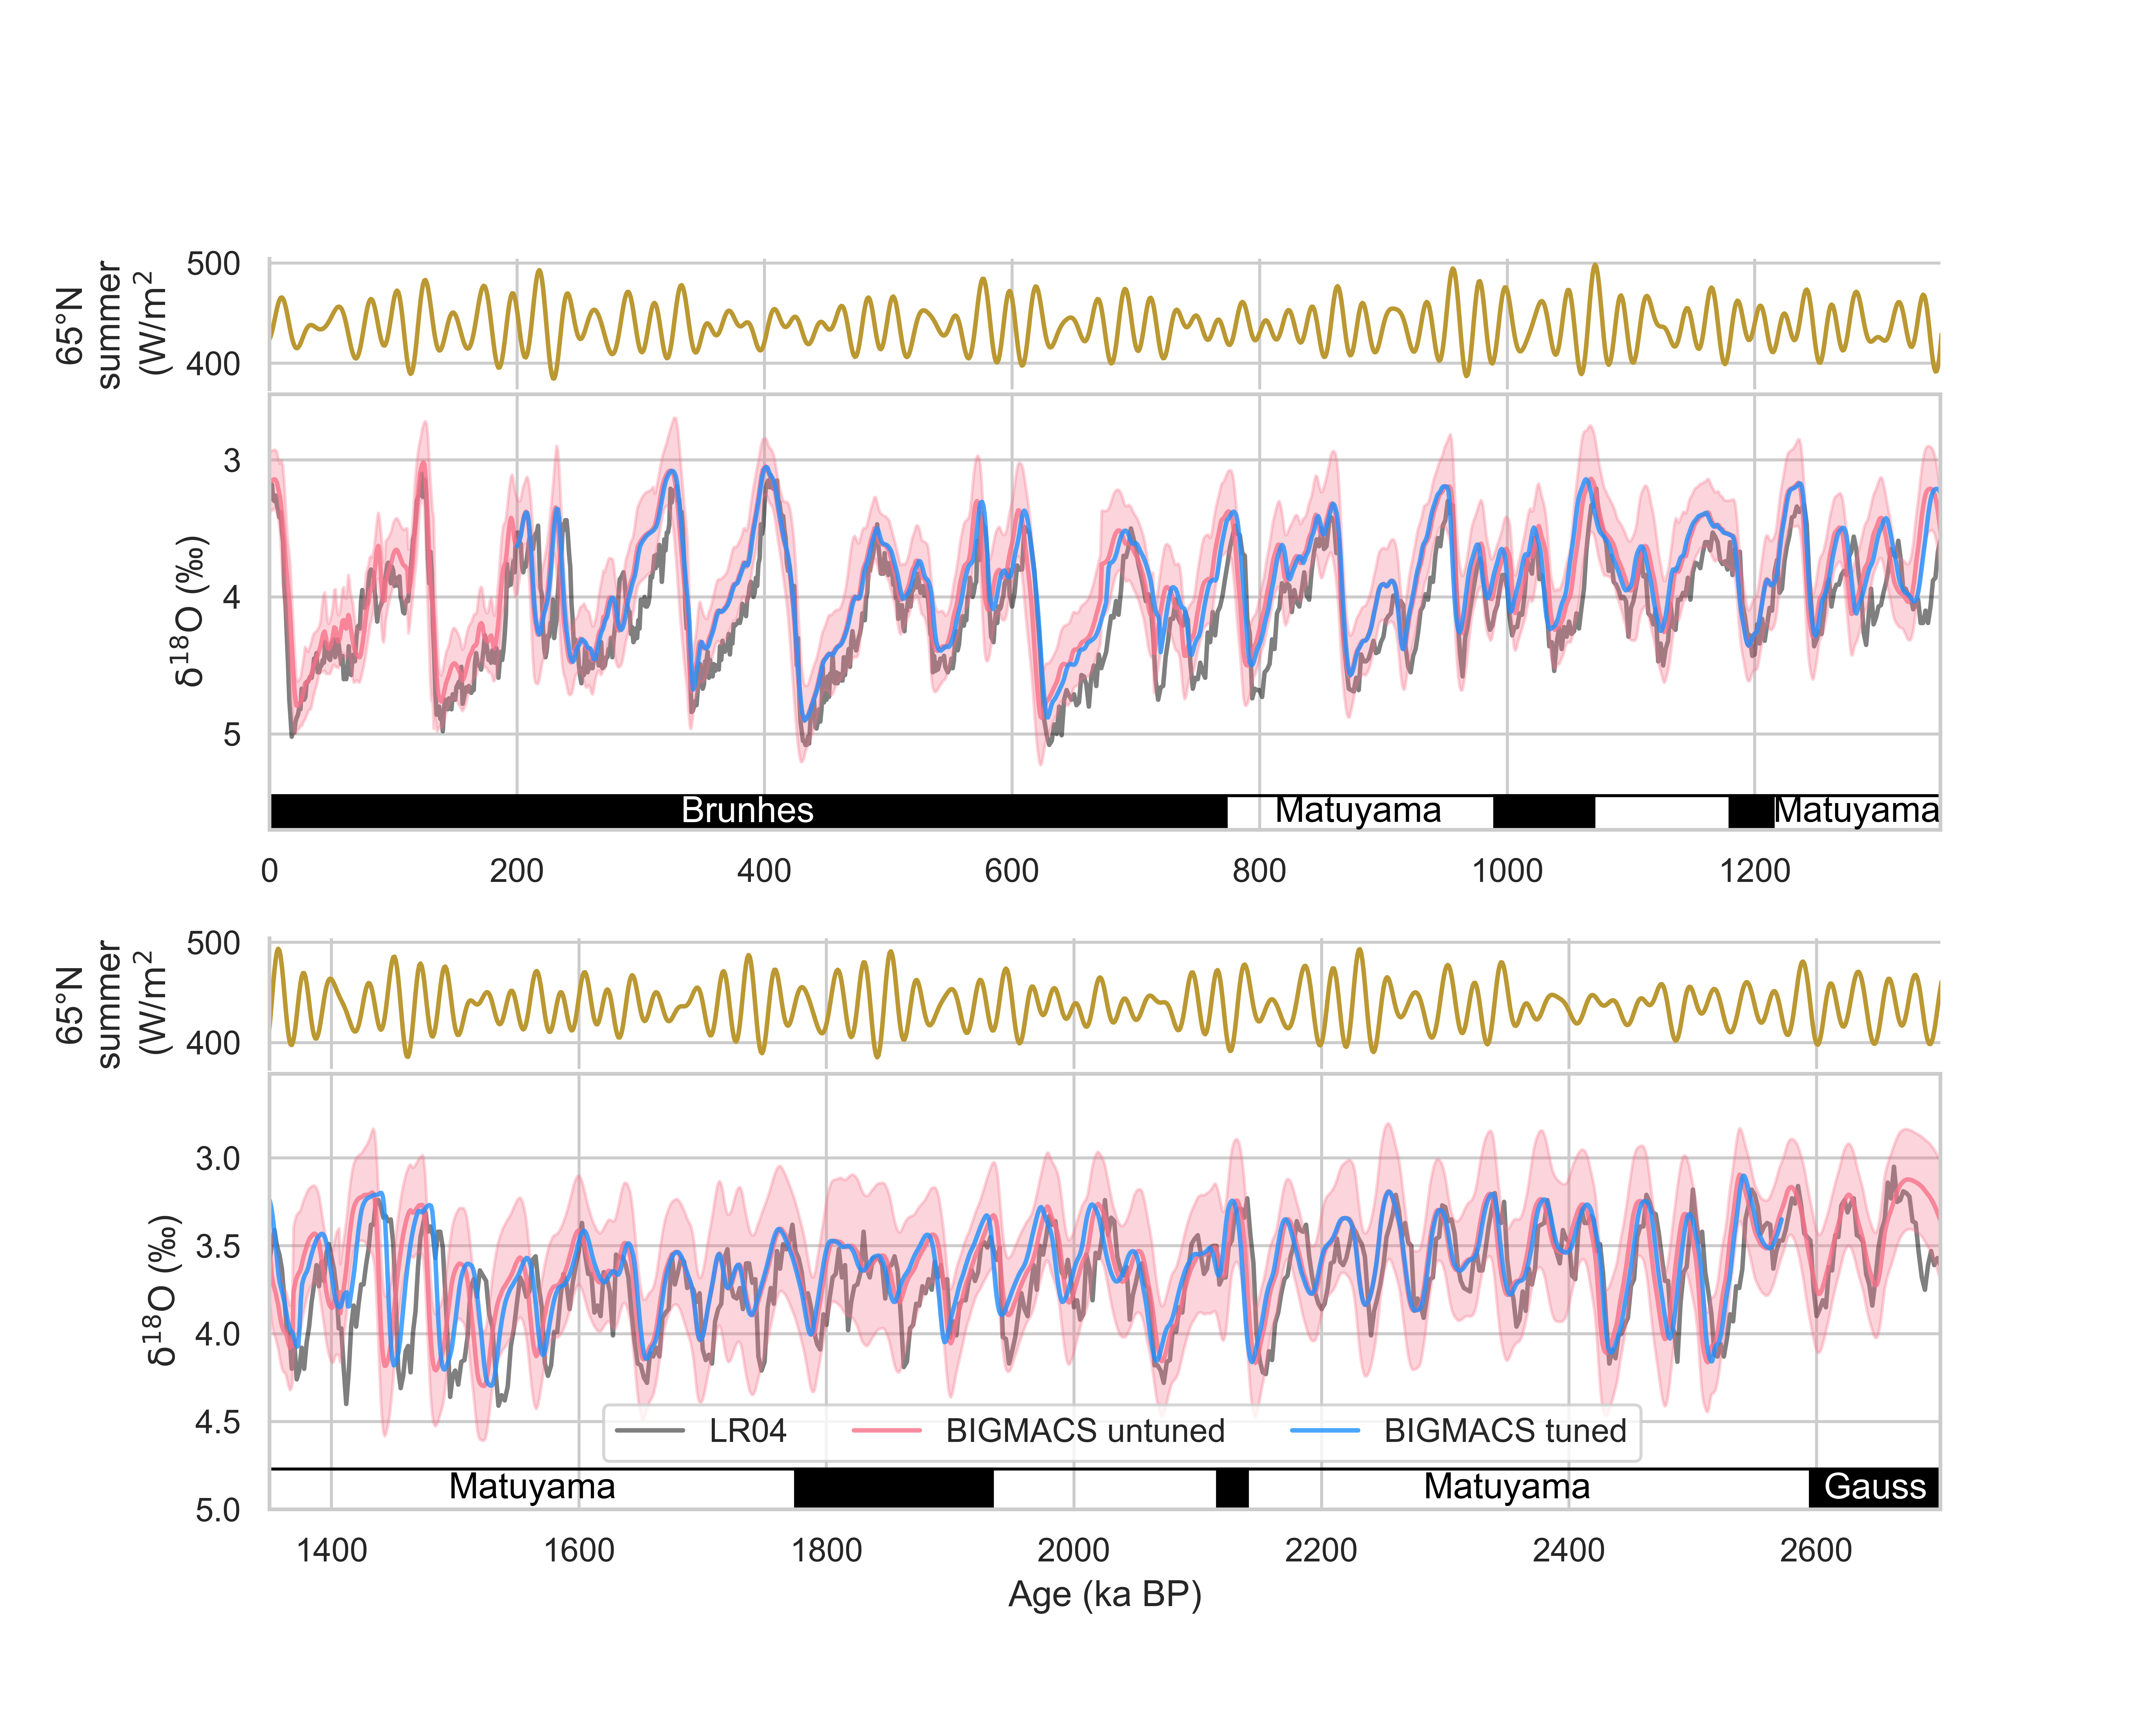 65°N
summer
(W/m²
500
400
δ¹⁸O (‰)
3
4
5
Brunhes Matuyama Matuyama
0 200 400 600 800 1000 1200
65°N
summer
(W/m²
500
400
δ¹⁸O (‰)
3.0
3.5
4.0
4.5
5.0
LR04 BIGMACS untuned BIGMACS tuned
Matuyama Matuyama Gauss
1400 1600 1800 2000 2200 2400 2600
Age (ka BP)